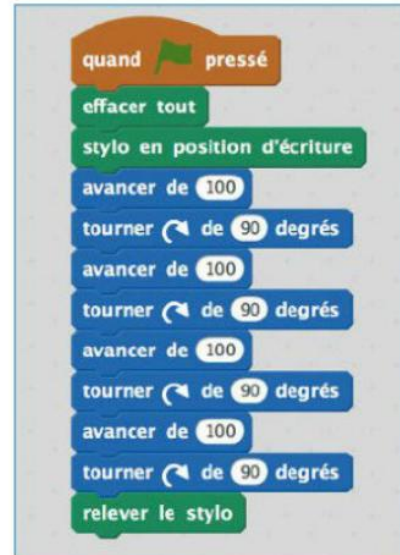 quand pressé
effacer tout
stylo en position d'écriture
avancer de 100
tourner de 90 degrés
avancer de 100
tourner de 90 degrés
avancer de 100
tourner de 90 degrés
avancer de 100
tourner de 90 degrés
relever le stylo